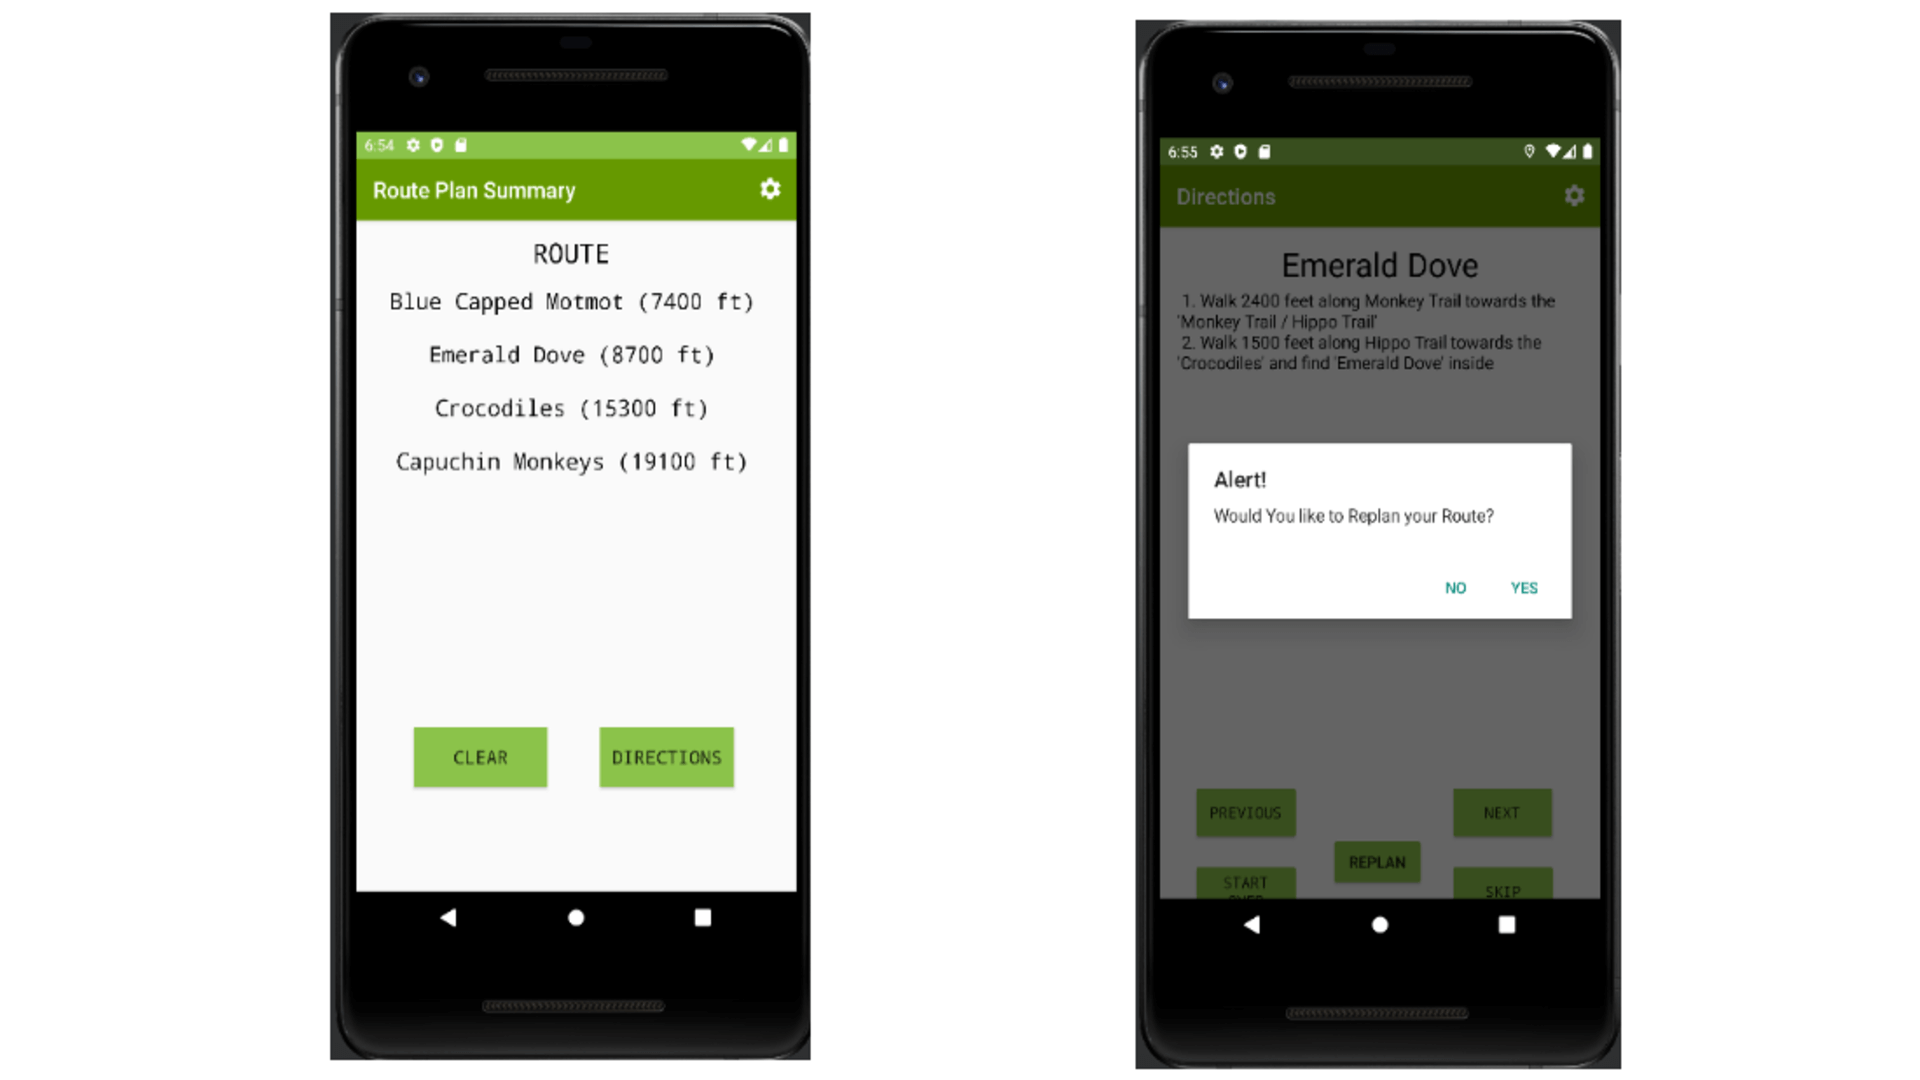 6:54
Route Plan Summary
ROUTE
Blue Capped Motmot (7400 ft)
Emerald Dove (8700 ft)
Crocodiles (15300 ft)
Capuchin Monkeys (19100 ft)
CLEAR
DIRECTIONS
6:55
Directions
Emerald Dove
1. Walk 2400 feet along Monkey Trail towards the
'Monkey Trail / Hippo Trail'
2. Walk 1500 feet along Hippo Trail towards the
'Crocodiles' and find 'Emerald Dove' inside
Alert!
Would You like to Replan your Route?
NO
YES
PREVIOUS
NEXT
REPLAN
START
SKIP